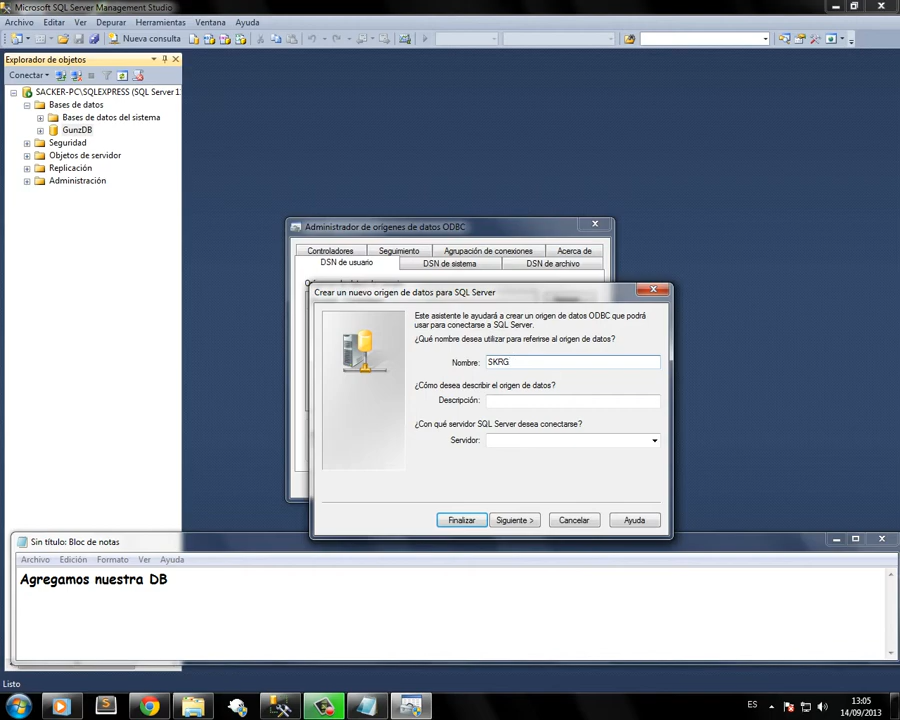 Microsoft SQL Server Management Studio
Archivo Editar Ver Depurar Herramientas Ventana Ayuda
Nueva consulta
Explorador de objetos
Conectar
SACKER-PC\SQLEXPRESS (SQL Server 1
Bases de datos
Bases de datos del sistema
GunzDB
Seguridad
Objetos de servidor
Replicación
Administración
Administrador de orígenes de datos ODBC
Controladores Seguimiento Agrupación de conexiones Acerca de
DSN de usuario DSN de sistema DSN de archivo
Crear un nuevo origen de datos para SQL Server
Este asistente le ayudará a crear un origen de datos ODBC que podrá
usar para conectarse a SQL Server.
¿Qué nombre desea utilizar para referirse al origen de datos?
Nombre: SKRG
¿Cómo desea describir el origen de datos?
Descripción:
¿Con qué servidor SQL Server desea conectarse?
Servidor:
Finalizar Siguiente > Cancelar Ayuda
Sin título: Bloc de notas
Archivo Edición Formato Ver Ayuda
Agregamos nuestra DB
Listo
ES
13:05
14/09/2013